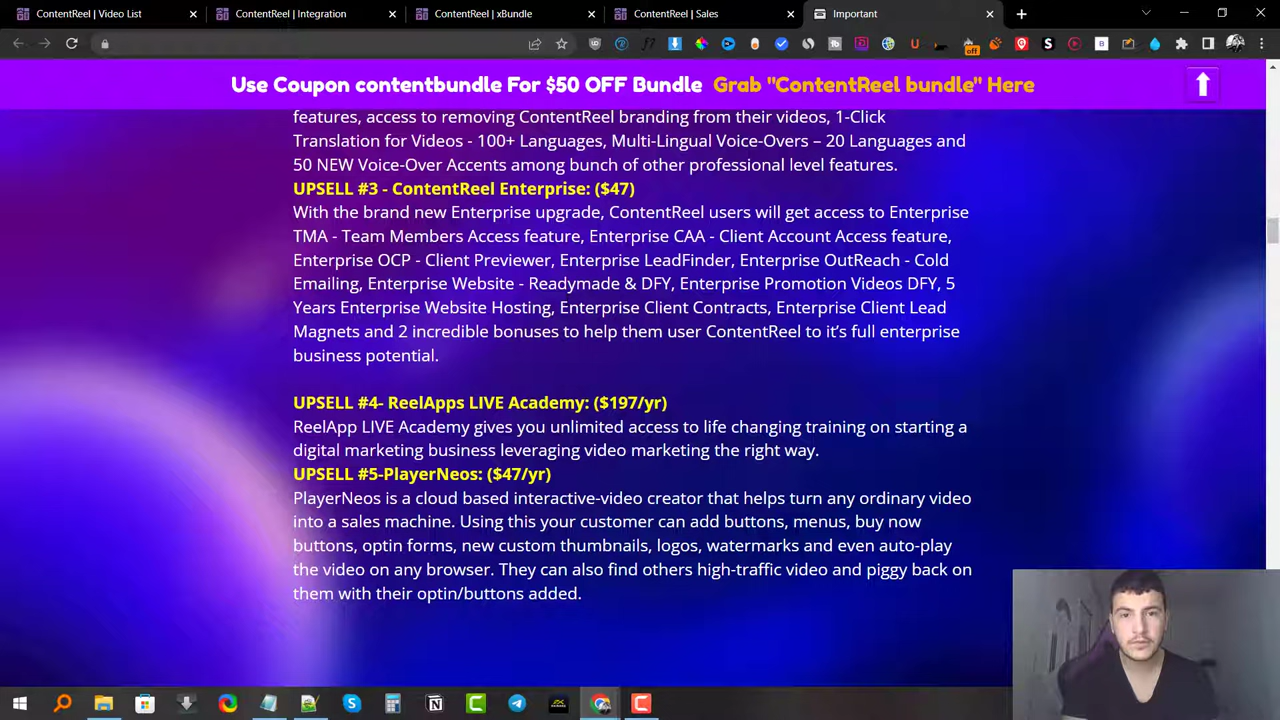 ContentReel | Video List
ContentReel | Integration
ContentReel | xBundle
ContentReel | Sales
Important
off
Use Coupon contentbundle For $50 OFF Bundle Grab "ContentReel bundle" Here
features, access to removing ContentReel branding from their videos, 1-Click
Translation for Videos - 100+ Languages, Multi-Lingual Voice-Overs – 20 Languages and
50 NEW Voice-Over Accents among bunch of other professional level features.
UPSELL #3 - ContentReel Enterprise: ($47)
With the brand new Enterprise upgrade, ContentReel users will get access to Enterprise
TMA - Team Members Access feature, Enterprise CAA - Client Account Access feature,
Enterprise OCP - Client Previewer, Enterprise LeadFinder, Enterprise OutReach - Cold
Emailing, Enterprise Website - Readymade & DFY, Enterprise Promotion Videos DFY, 5
Years Enterprise Website Hosting, Enterprise Client Contracts, Enterprise Client Lead
Magnets and 2 incredible bonuses to help them user ContentReel to it's full enterprise
business potential.
UPSELL #4- ReelApps LIVE Academy: ($197/yr)
ReelApp LIVE Academy gives you unlimited access to life changing training on starting a
digital marketing business leveraging video marketing the right way.
UPSELL #5-PlayerNeos: ($47/yr)
PlayerNeos is a cloud based interactive-video creator that helps turn any ordinary video
into a sales machine. Using this your customer can add buttons, menus, buy now
buttons, optin forms, new custom thumbnails, logos, watermarks and even auto-play
the video on any browser. They can also find others high-traffic video and piggy back on
them with their optin/buttons added.